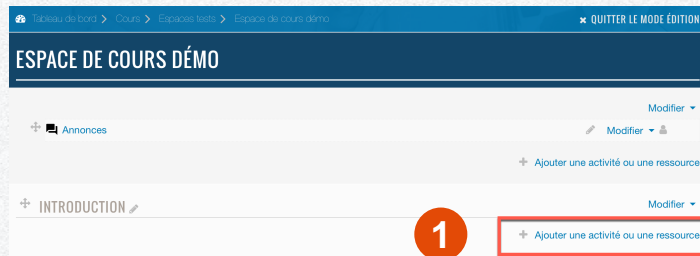 Tableau de bord > Cours > Espaces tests > Espace de cours démo
× QUITTER LE MODE ÉDITION
ESPACE DE COURS DÉMO
Modifier
Annonces
Modifier
+ Ajouter une activité ou une ressource
INTRODUCTION
Modifier
1
+ Ajouter une activité ou une ressource